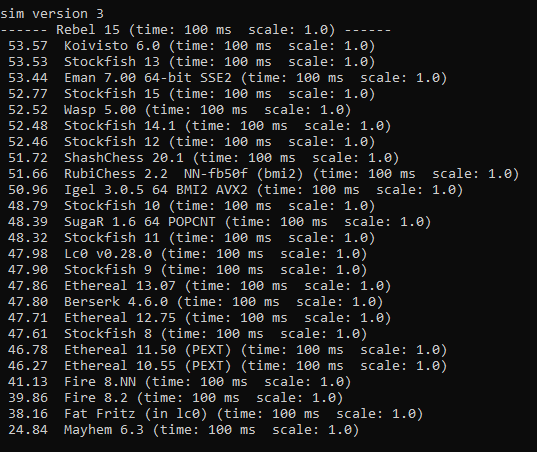 sim version 3
------ Rebel 15 (time: 100 ms  scale: 1.0) ------
53.57  Koivisto 6.0 (time: 100 ms  scale: 1.0)
53.53  Stockfish 13 (time: 100 ms  scale: 1.0)
53.44  Eman 7.00 64-bit SSE2 (time: 100 ms  scale: 1.0)
52.77  Stockfish 15 (time: 100 ms  scale: 1.0)
52.52  Wasp 5.00 (time: 100 ms  scale: 1.0)
52.48  Stockfish 14.1 (time: 100 ms  scale: 1.0)
52.46  Stockfish 12 (time: 100 ms  scale: 1.0)
51.72  ShashChess 20.1 (time: 100 ms  scale: 1.0)
51.66  RubiChess 2.2  NN-fb50f (bmi2) (time: 100 ms  scale: 1.0)
50.96  Igel 3.0.5 64 BMI2 AVX2 (time: 100 ms  scale: 1.0)
48.79  Stockfish 10 (time: 100 ms  scale: 1.0)
48.39  SugaR 1.6 64 POPCNT (time: 100 ms  scale: 1.0)
48.32  Stockfish 11 (time: 100 ms  scale: 1.0)
47.98  Lc0 v0.28.0 (time: 100 ms  scale: 1.0)
47.90  Stockfish 9 (time: 100 ms  scale: 1.0)
47.86  Ethereal 13.07 (time: 100 ms  scale: 1.0)
47.80  Berserk 4.6.0 (time: 100 ms  scale: 1.0)
47.71  Ethereal 12.75 (time: 100 ms  scale: 1.0)
47.61  Stockfish 8 (time: 100 ms  scale: 1.0)
46.78  Ethereal 11.50 (PEXT) (time: 100 ms  scale: 1.0)
46.27  Ethereal 10.55 (PEXT) (time: 100 ms  scale: 1.0)
41.13  Fire 8.NN (time: 100 ms  scale: 1.0)
39.86  Fire 8.2 (time: 100 ms  scale: 1.0)
38.16  Fat Fritz (in lc0) (time: 100 ms  scale: 1.0)
24.84  Mayhem 6.3 (time: 100 ms  scale: 1.0)